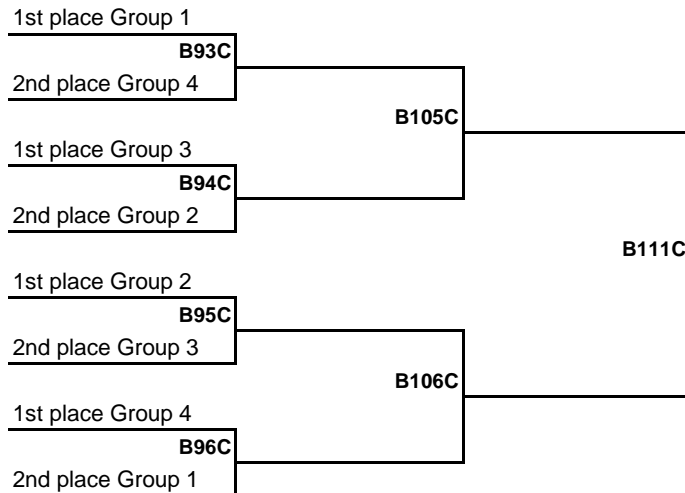 1st place Group 1
B93C
2nd place Group 4
B105C
1st place Group 3
B94C
2nd place Group 2
B111C
1st place Group 2
B95C
2nd place Group 3
B106C
1st place Group 4
B96C
2nd place Group 1